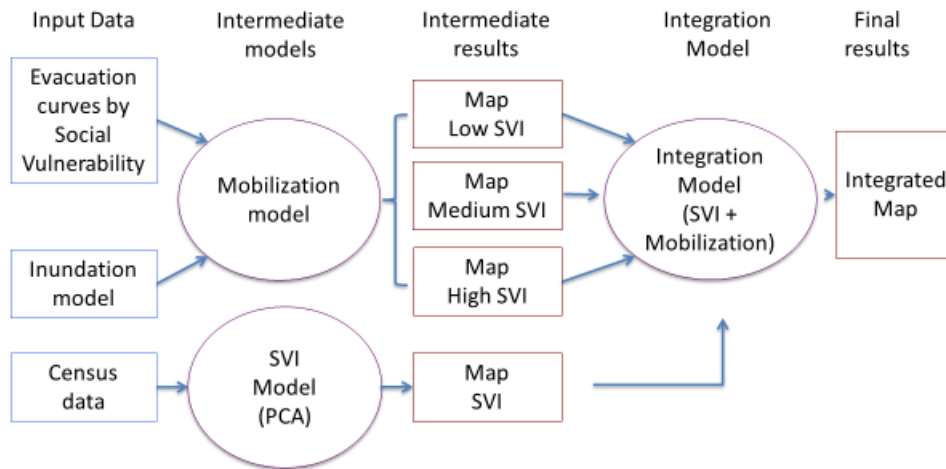 Input Data
Intermediate
models
Intermediate
results
Integration
Model
Final
results
Evacuation
curves by
Social
Vulnerability
Inundation
model
Census
data
Mobilization
model
SVI
Model
(PCA)
Map
Low SVI
Map
Medium SVI
Map
High SVI
Map
SVI
Integration
Model
(SVI +
Mobilization)
Integrated
Map